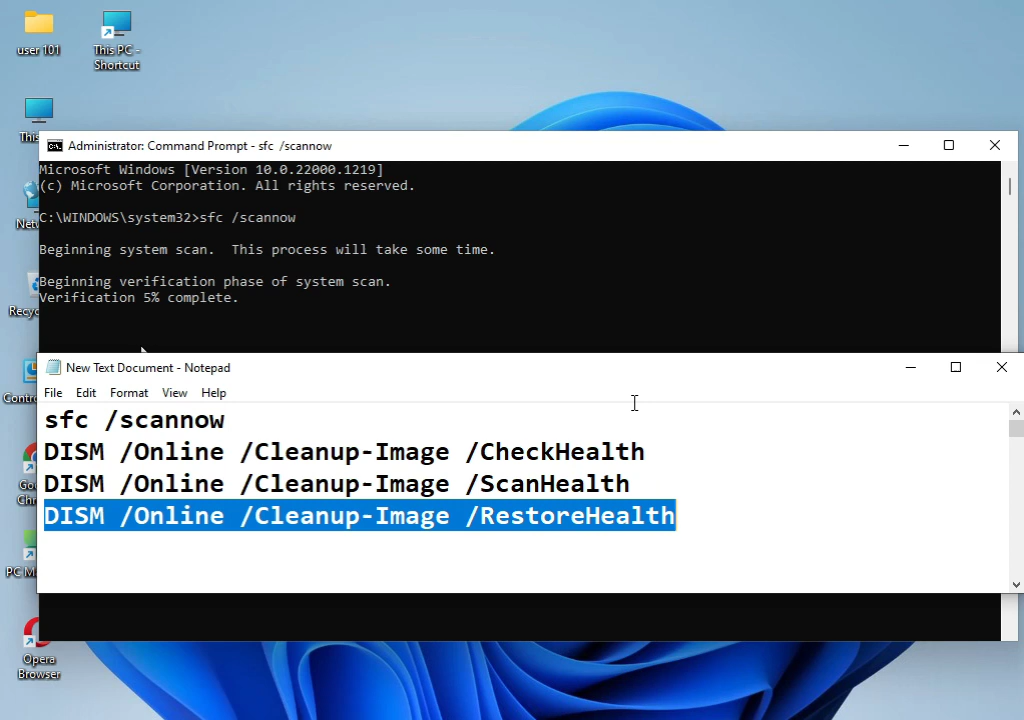 user 101
This PC -
Shortcut
This
Administrator: Command Prompt - sfc /scannow
Microsoft Windows [Version 10.0.22000.1219]
(c) Microsoft Corporation. All rights reserved.
C:\WINDOWS\system32>sfc /scannow
Beginning system scan.  This process will take some time.
Beginning verification phase of system scan.
Verification 5% complete.
New Text Document - Notepad
File Edit Format View Help
sfc /scannow
DISM /Online /Cleanup-Image /CheckHealth
DISM /Online /Cleanup-Image /ScanHealth
DISM /Online /Cleanup-Image /RestoreHealth
Opera
Browser